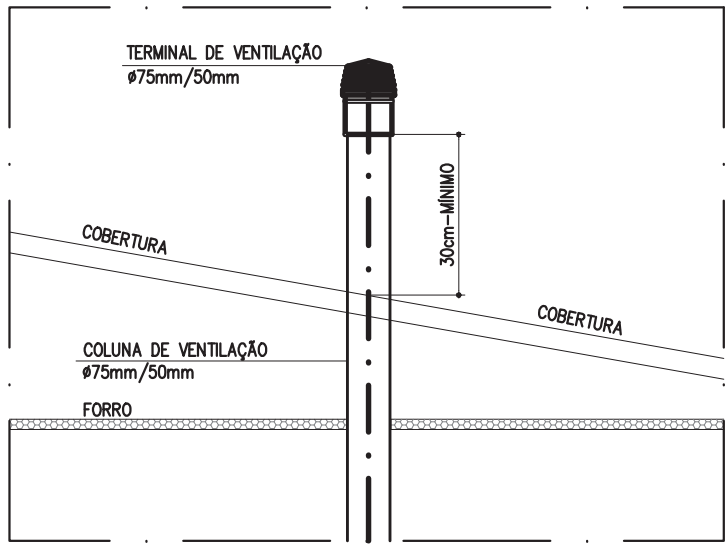 TERMINAL DE VENTILAÇÃO
ø75mm/50mm
30cm-MÍNIMO
COBERTURA
COBERTURA
COLUNA DE VENTILAÇÃO
ø75mm/50mm
FORRO